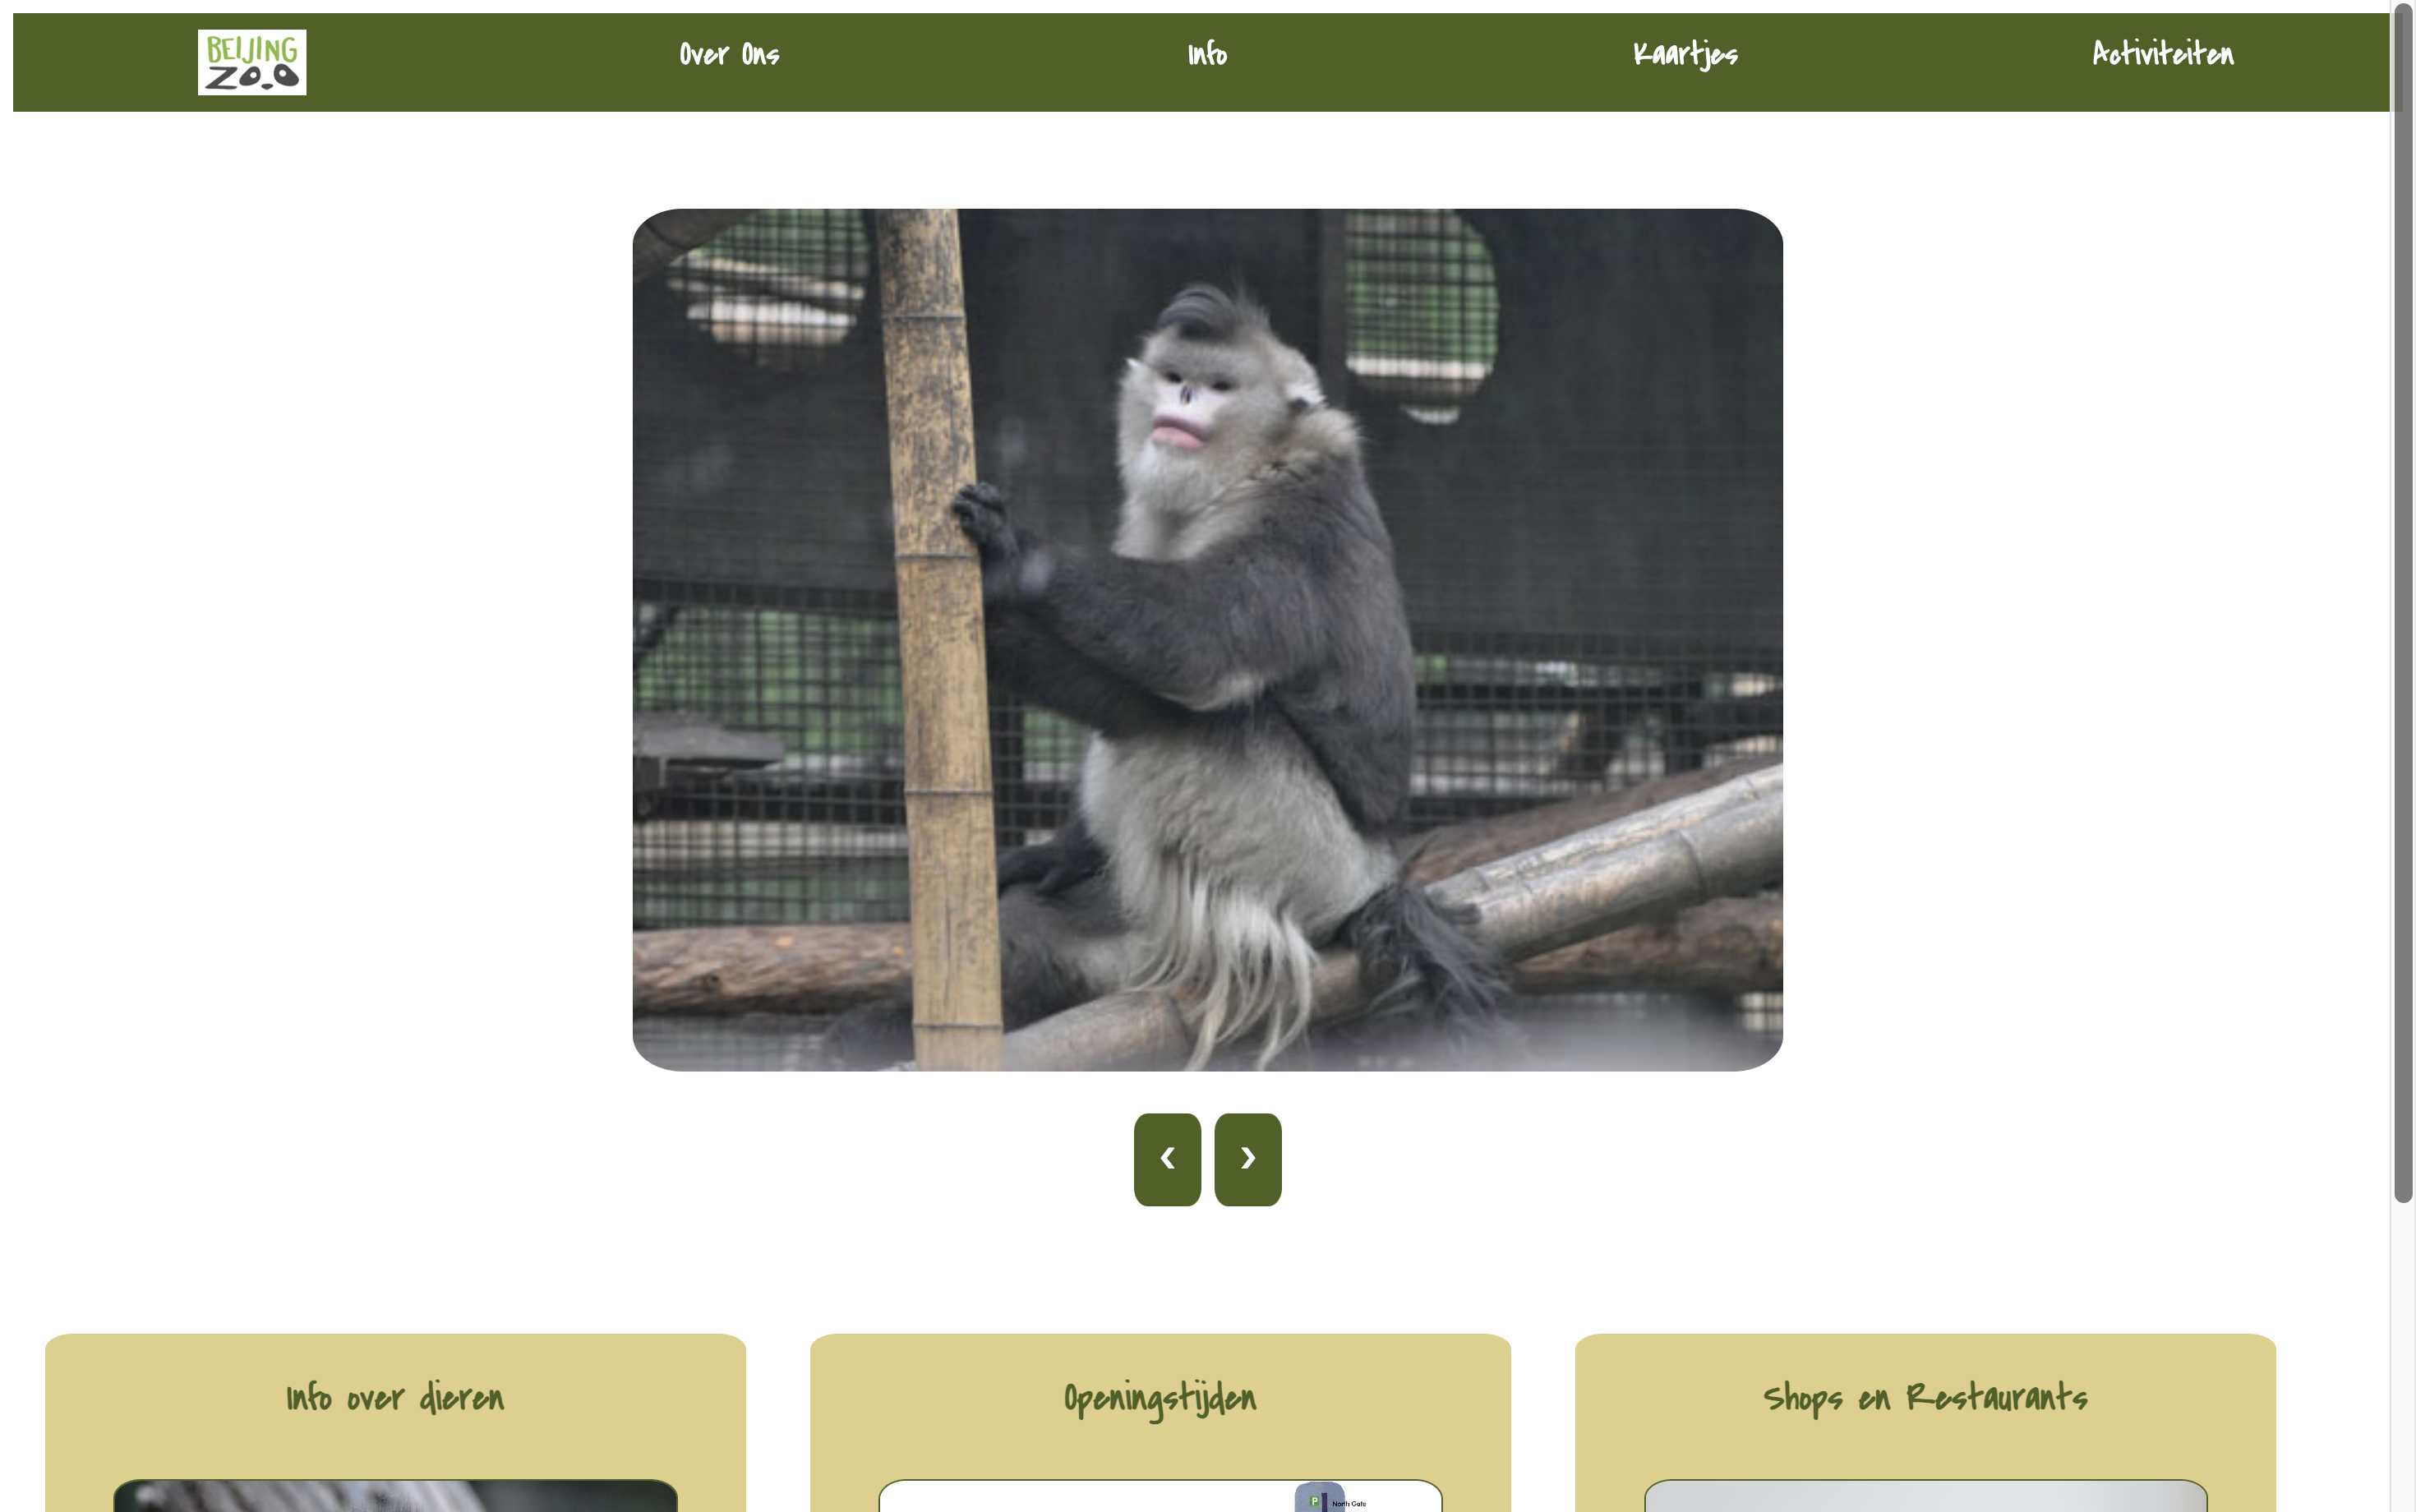 BEIJING
ZOO
Over Ons
Info
Kaartjes
Activiteiten
‹ ›
Info over dieren
Openingstijden
Shops en Restaurants
P North Gate